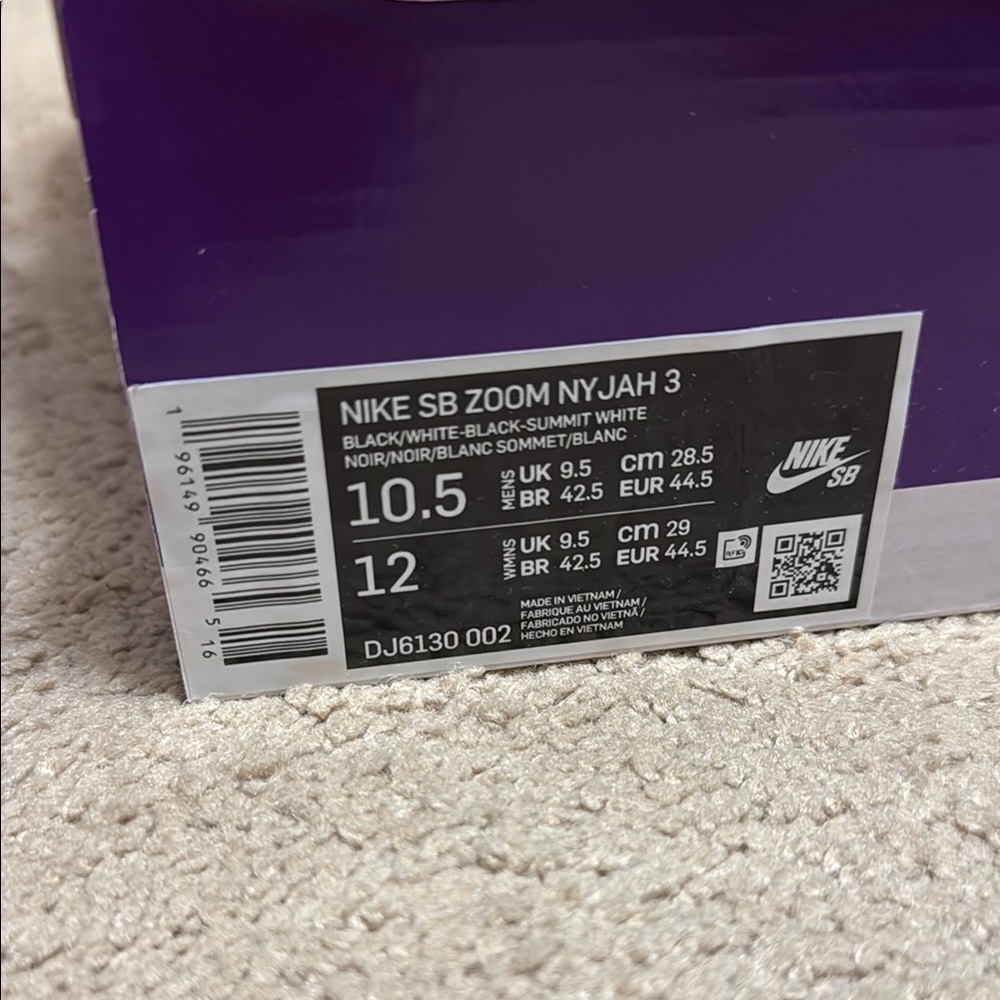 NIKE SB ZOOM NYJAH 3
BLACK/WHITE-BLACK-SUMMIT WHITE
NOIR/NOIR/BLANC SOMMET/BLANC
10.5 MENS UK 9.5 cm 28.5
BR 42.5 EUR 44.5
12 WMNS UK 9.5 cm 29
BR 42.5 EUR 44.5
RFID
NIKE
SB
MADE IN VIETNAM /
FABRIQUE AU VIETNAM /
FABRICADO NO VIETNÃ /
HECHO EN VIETNAM
DJ6130 002
1 96149 90466 5 16